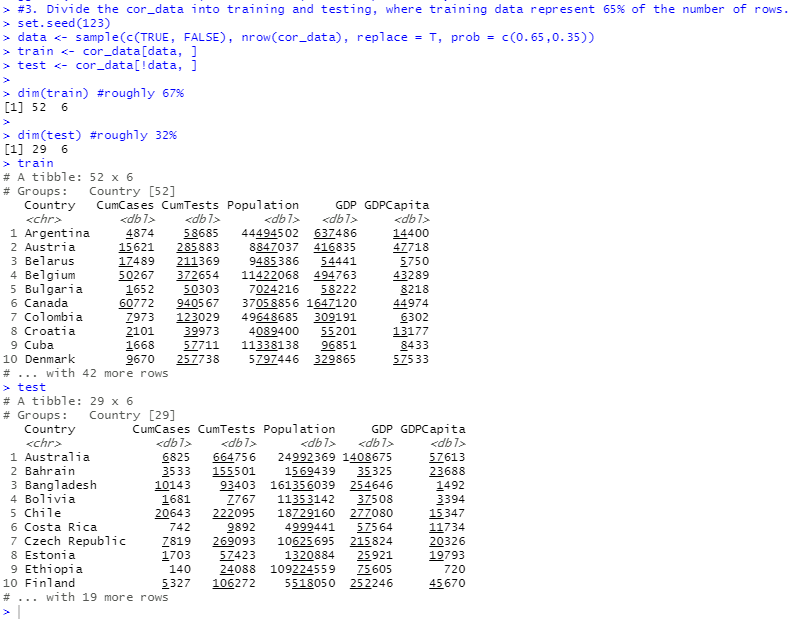 > #3. Divide the cor_data into training and testing, where training data represent 65% of the number of rows.
> set.seed(123)
> data <- sample(c(TRUE, FALSE), nrow(cor_data), replace = T, prob = c(0.65,0.35))
> train <- cor_data[data, ]
> test <- cor_data[!data, ]
>
> dim(train) #roughly 67%
[1] 52  6
>
> dim(test) #roughly 32%
[1] 29  6
> train
# A tibble: 52 x 6
# Groups:   Country [52]
   Country   CumCases CumTests Population     GDP GDPCapita
   <chr>        <dbl>    <dbl>      <dbl>   <dbl>     <dbl>
 1 Argentina     4874    58685   44494502  637486     14400
 2 Austria      15621   285883    8847037  416835     47718
 3 Belarus      17489   211369    9485386   54441      5750
 4 Belgium      50267   372654   11422068  494763     43289
 5 Bulgaria      1652    50303    7024216   58222      8218
 6 Canada       60772   940567   37058856 1647120     44974
 7 Colombia      7973   123029   49648685  309191      6302
 8 Croatia       2101    39973    4089400   55201     13177
 9 Cuba          1668    57711   11338138   96851      8433
10 Denmark       9670   257738    5797446  329865     57533
# ... with 42 more rows
> test
# A tibble: 29 x 6
# Groups:   Country [29]
   Country        CumCases CumTests Population     GDP GDPCapita
   <chr>             <dbl>    <dbl>      <dbl>   <dbl>     <dbl>
 1 Australia          6825   664756   24992369 1408675     57613
 2 Bahrain            3533   155501    1569439   35325     23688
 3 Bangladesh        10143    93403  161356039  254646      1492
 4 Bolivia            1681     7767   11353142   37508      3394
 5 Chile             20643   222095   18729160  277080     15347
 6 Costa Rica          742     9892    4999441   57564     11734
 7 Czech Republic     7819   269093   10625695  215824     20326
 8 Estonia            1703    57423    1320884   25921     19793
 9 Ethiopia            140    24088  109224559   75605       720
10 Finland            5327   106272    5518050  252246     45670
# ... with 19 more rows
>